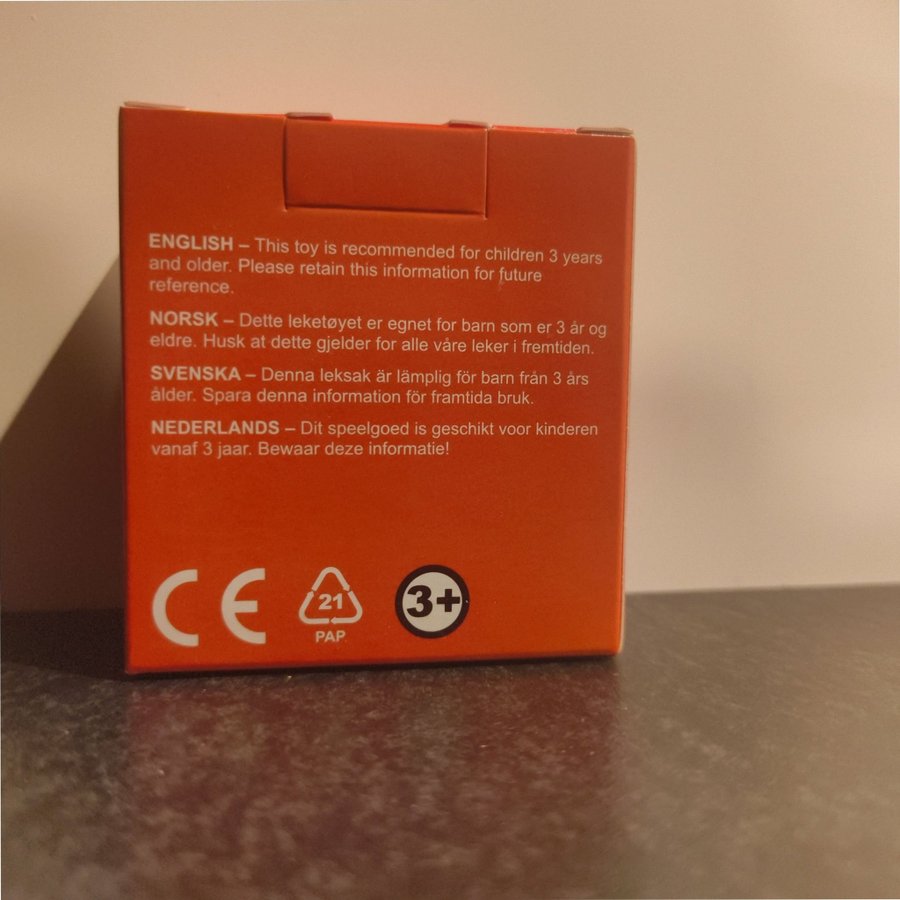 ENGLISH – This toy is recommended for children 3 years
and older. Please retain this information for future
reference.
NORSK – Dette leketøyet er egnet for barn som er 3 år og
eldre. Husk at dette gjelder for alle våre leker i fremtiden.
SVENSKA – Denna leksak är lämplig för barn från 3 års
ålder. Spara denna information för framtida bruk.
NEDERLANDS – Dit speelgoed is geschikt voor kinderen
vanaf 3 jaar. Bewaar deze informatie!
CE 21 3+
PAP